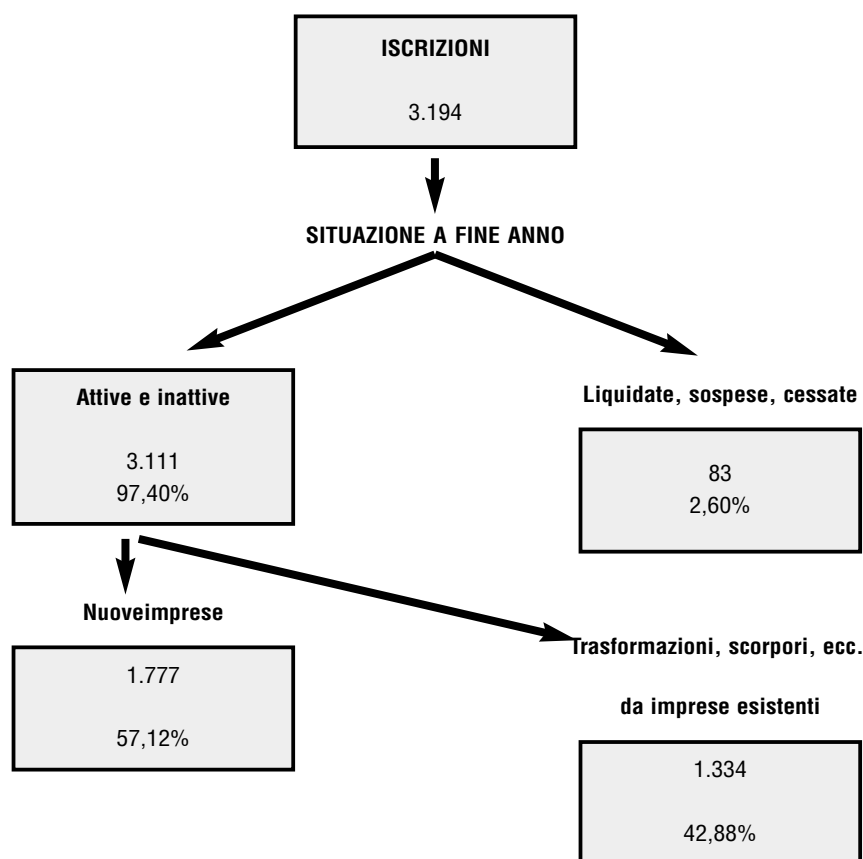 ISCRIZIONI
3.194
SITUAZIONE A FINE ANNO
Attive e inattive
3.111
97,40%
Liquidate, sospese, cessate
83
2,60%
Nuoveimprese
1.777
57,12%
Trasformazioni, scorpori, ecc.
da imprese esistenti
1.334
42,88%